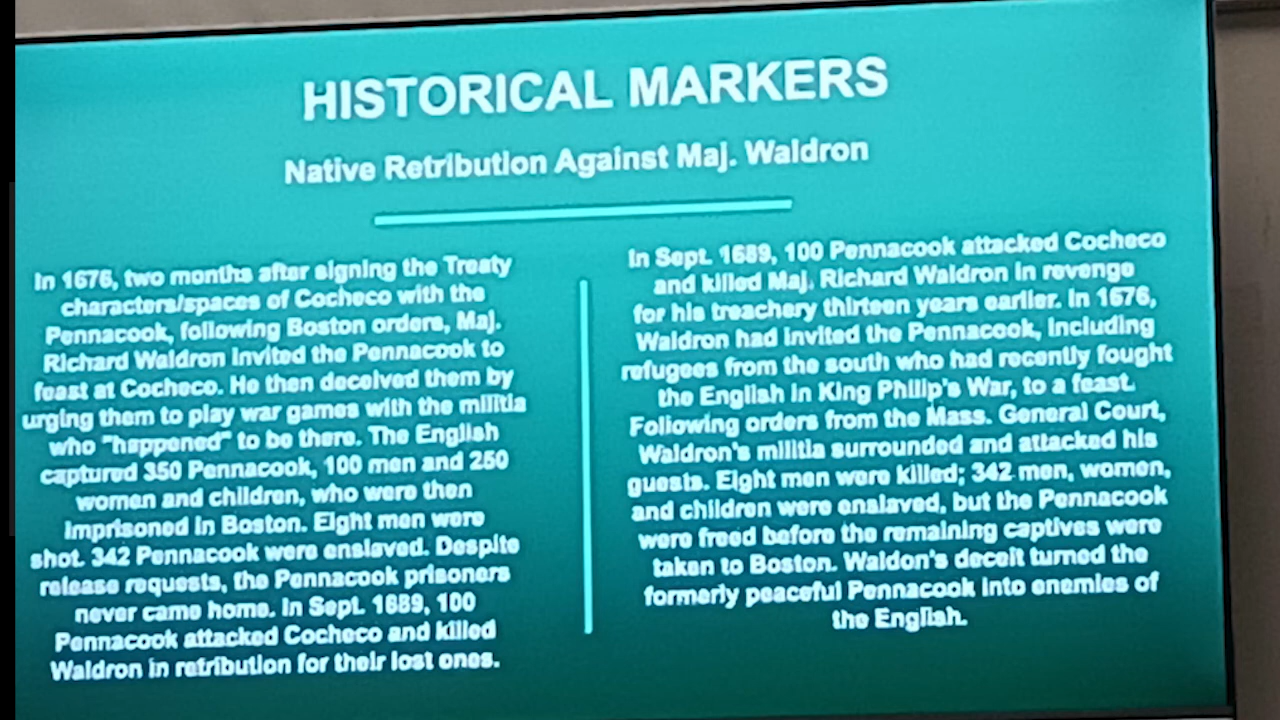 HISTORICAL MARKERS
Native Retribution Against Maj. Waldron
In 1676, two months after signing the Treaty
characters/spaces of Cocheco with the
Pennacook, following Boston orders, Maj.
Richard Waldron invited the Pennacook to
feast at Cocheco. He then deceived them by
urging them to play war games with the militia
who "happened" to be there. The English
captured 350 Pennacook, 100 men and 250
women and children, who were then
imprisoned in Boston. Eight men were
shot. 342 Pennacook were enslaved. Despite
release requests, the Pennacook prisoners
never came home. In Sept. 1689, 100
Pennacook attacked Cocheco and killed
Waldron in retribution for their lost ones.
In Sept. 1689, 100 Pennacook attacked Cocheco
and killed Maj. Richard Waldron in revenge
for his treachery thirteen years earlier. In 1676,
Waldron had invited the Pennacook, including
refugees from the south who had recently fought
the English in King Philip's War, to a feast.
Following orders from the Mass. General Court,
Waldron's militia surrounded and attacked his
guests. Eight men were killed; 342 men, women,
and children were enslaved, but the Pennacook
were freed before the remaining captives were
taken to Boston. Waldon's deceit turned the
formerly peaceful Pennacook into enemies of
the English.